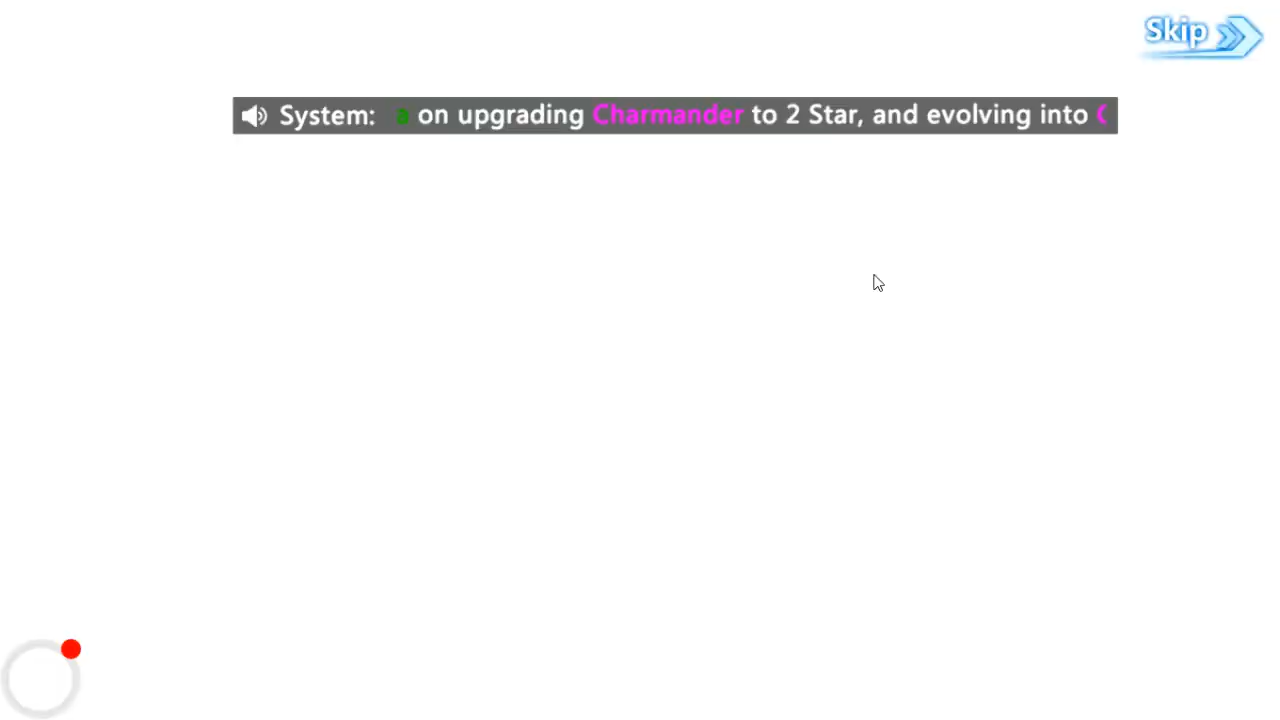 Skip
System: a on upgrading Charmander to 2 Star, and evolving into